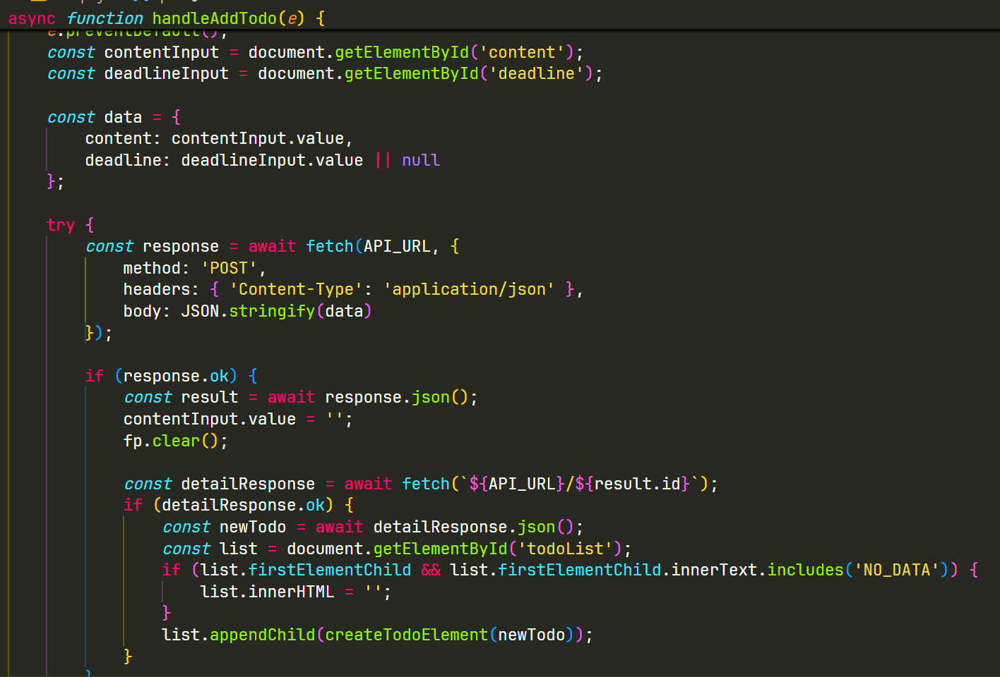 async function handleAddTodo(e) {
e.preventDefault();
const contentInput = document.getElementById('content');
const deadlineInput = document.getElementById('deadline');
const data = {
content: contentInput.value,
deadline: deadlineInput.value || null
};
try {
const response = await fetch(API_URL, {
method: 'POST',
headers: { 'Content-Type': 'application/json' },
body: JSON.stringify(data)
});
if (response.ok) {
const result = await response.json();
contentInput.value = '';
fp.clear();
const detailResponse = await fetch(`${API_URL}/${result.id}`);
if (detailResponse.ok) {
const newTodo = await detailResponse.json();
const list = document.getElementById('todoList');
if (list.firstElementChild && list.firstElementChild.innerText.includes('NO_DATA')) {
list.innerHTML = '';
}
list.appendChild(createTodoElement(newTodo));
}
}